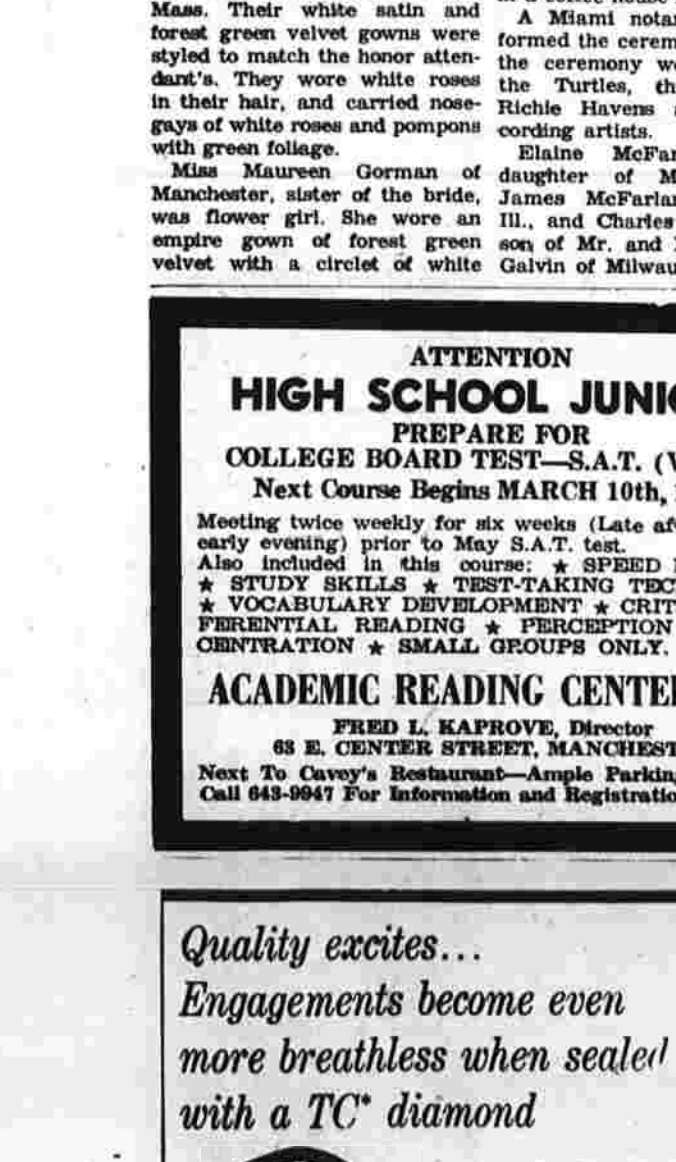 Mass. Their white satin and
forest green velvet gowns were
styled to match the honor atten-
dant's. They wore white roses
in their hair, and carried nose-
gays of white roses and pompons
with green foliage.
Miss Maureen Gorman of
Manchester, sister of the bride,
was flower girl. She wore an
empire gown of forest green
velvet with a circlet of white
A Miami nota
formed the cerem
the ceremony we
the Turtles, th
Richie Havens
cording artists.
Elaine McFar
daughter of M
James McFarlan
Ill., and Charles
son of Mr. and
Galvin of Milwau
ATTENTION
HIGH SCHOOL JUNI
PREPARE FOR
COLLEGE BOARD TEST—S.A.T. (V
Next Course Begins MARCH 10th,
Meeting twice weekly for six weeks (Late af
early evening) prior to May S.A.T. test.
Also included in this course: ★ SPEED
★ STUDY SKILLS ★ TEST-TAKING TEC
★ VOCABULARY DEVELOPMENT ★ CRIT
FERENTIAL READING ★ PERCEPTION
CENTRATION ★ SMALL GROUPS ONLY.
ACADEMIC READING CENTE
FRED L. KAPROVE, Director
63 E. CENTER STREET, MANCHEST
Next To Cavey's Restaurant—Ample Parkin
Call 643-9947 For Information and Registratio
Quality excites...
Engagements become even
more breathless when sealed
with a TC* diamond